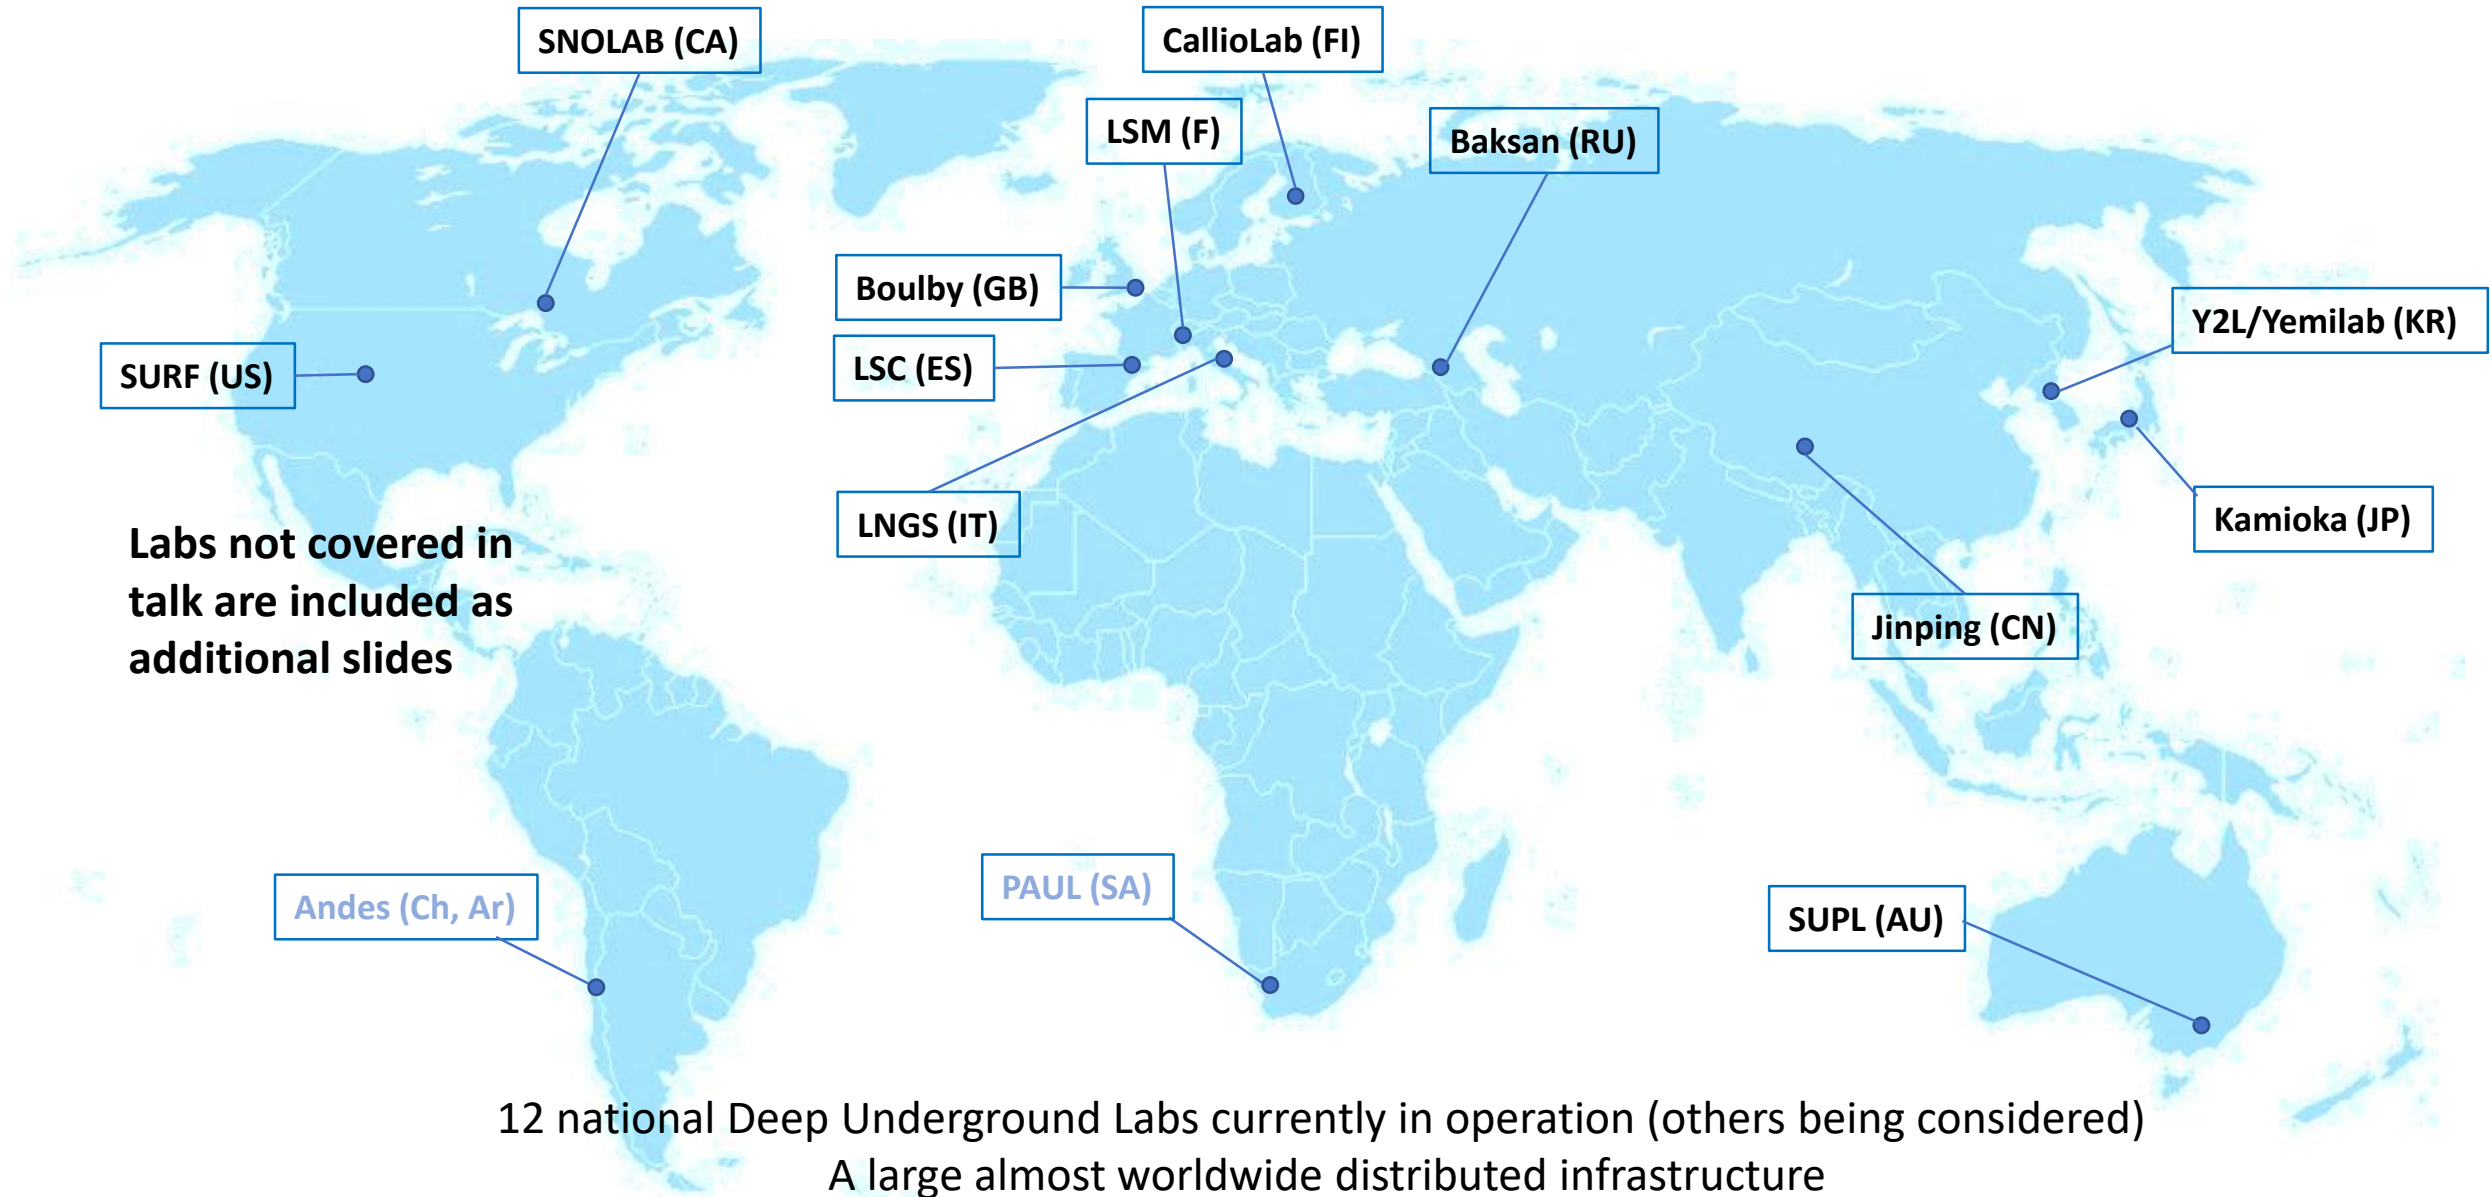 SNOLAB (CA)
CallioLab (FI)
LSM (F)
Baksan (RU)
Boulby (GB)
Y2L/Yemilab (KR)
SURF (US)
LSC (ES)
LNGS (IT)
Kamioka (JP)
Labs not covered in
talk are included as
additional slides
Jinping (CN)
Andes (Ch, Ar)
PAUL (SA)
SUPL (AU)
12 national Deep Underground Labs currently in operation (others being considered)
A large almost worldwide distributed infrastructure